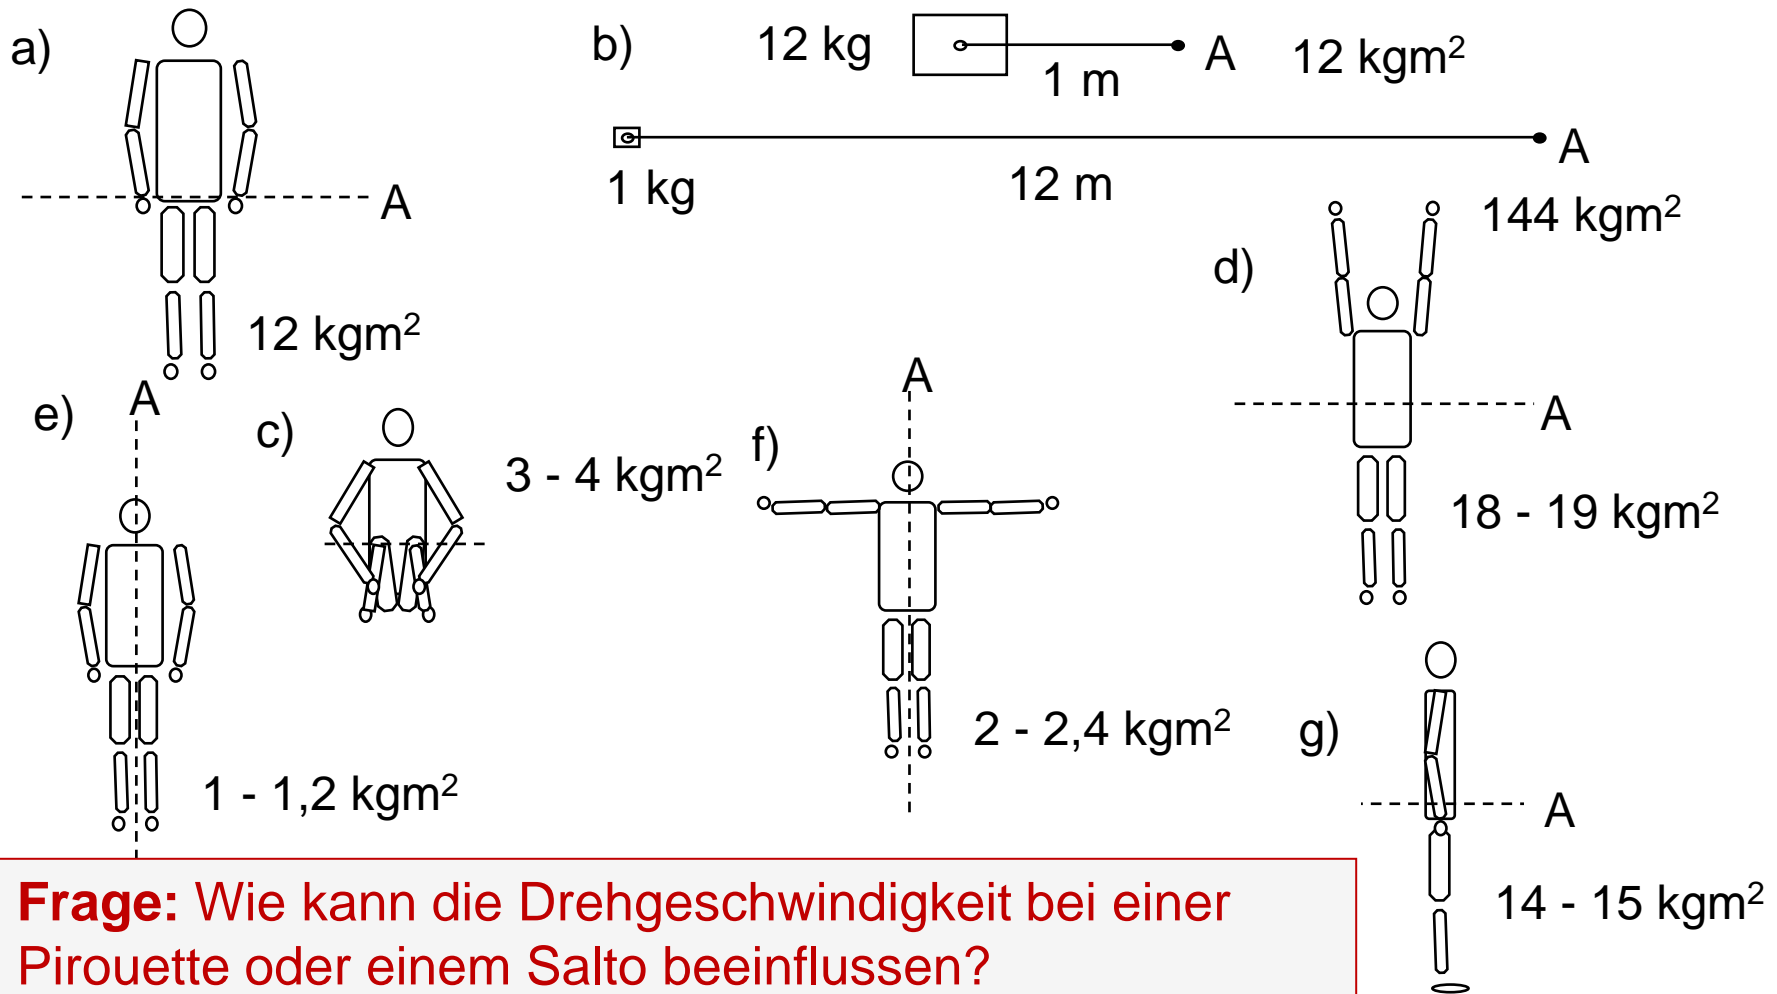 a)
A
12 kgm²
b)
12 kg
1 m
A
12 kgm²
1 kg
12 m
A
144 kgm²
d)
A
18 - 19 kgm²
e)
A
1 - 1,2 kgm²
c)
3 - 4 kgm²
f)
A
2 - 2,4 kgm²
g)
A
14 - 15 kgm²
Frage: Wie kann die Drehgeschwindigkeit bei einer
Pirouette oder einem Salto beeinflussen?